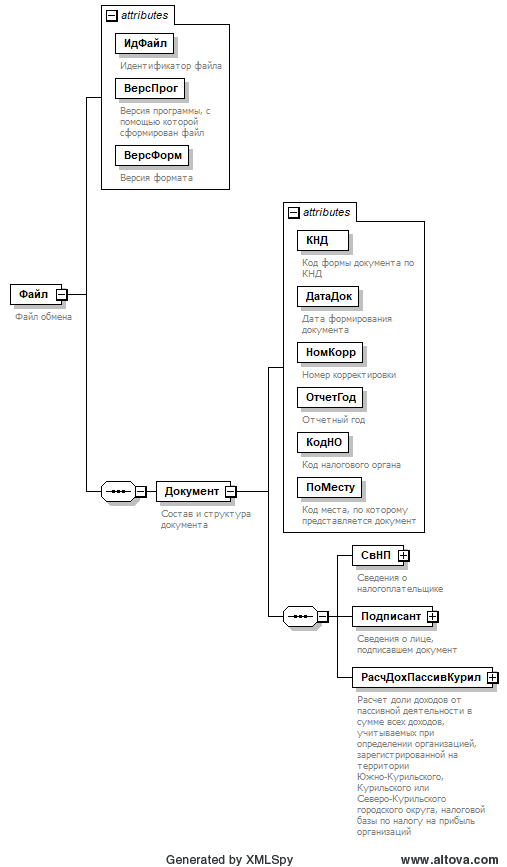 attributes
ИдФайл
Идентификатор файла
ВерсПрог
Версия программы, с
помощью которой
сформирован файл
ВерсФорм
Версия формата
Файл
Файл обмена
Документ
Состав и структура
документа
attributes
КНД
Код формы документа по
КНД
ДатаДок
Дата формирования
документа
НомКорр
Номер корректировки
ОтчетГод
Отчетный год
КодНО
Код налогового органа
ПоМесту
Код места, по которому
представляется документ
СвНП
Сведения о
налогоплательщике
Подписант
Сведения о лице,
подписавшем документ
РасчДохПассивКурил
Расчет доли доходов от
пассивной деятельности в
сумме всех доходов,
учитываемых при
определении организацией,
зарегистрированной на
территории
Южно-Курильского,
Курильского или
Северо-Курильского
городского округа, налоговой
базы по налогу на прибыль
организаций
Generated by XMLSpy
www.altova.com